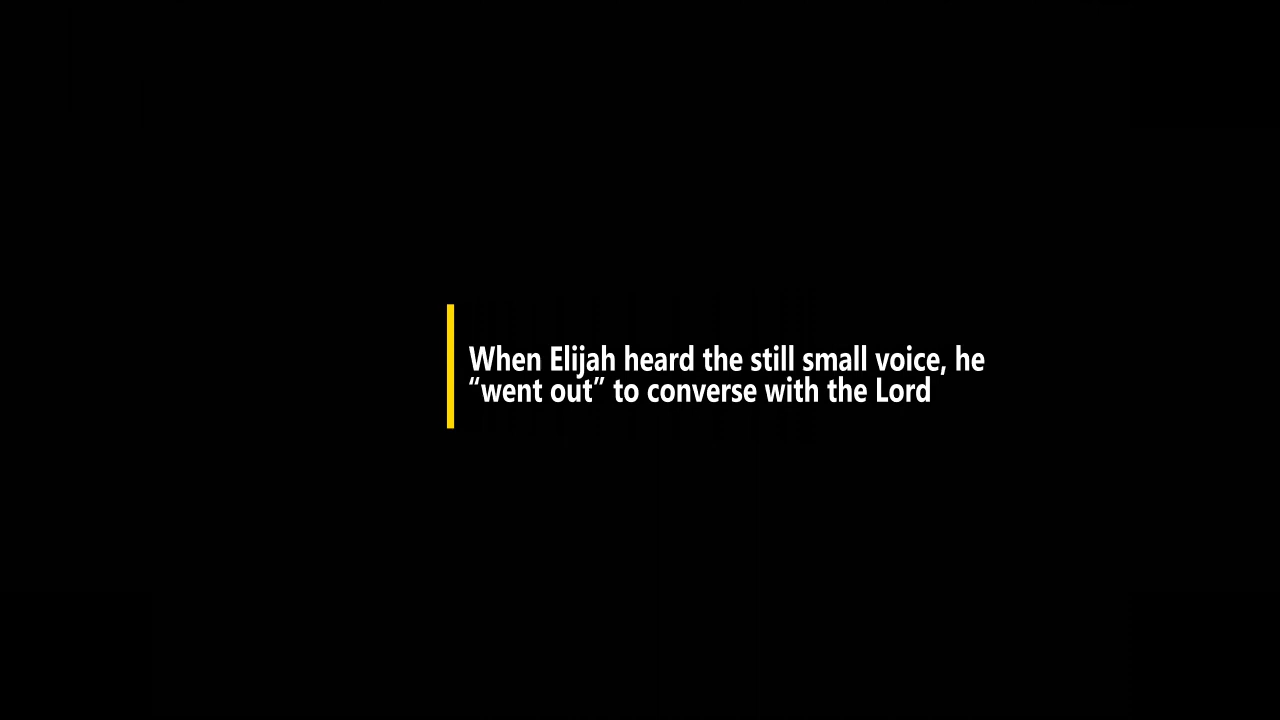 When Elijah heard the still small voice, he
“went out” to converse with the Lord